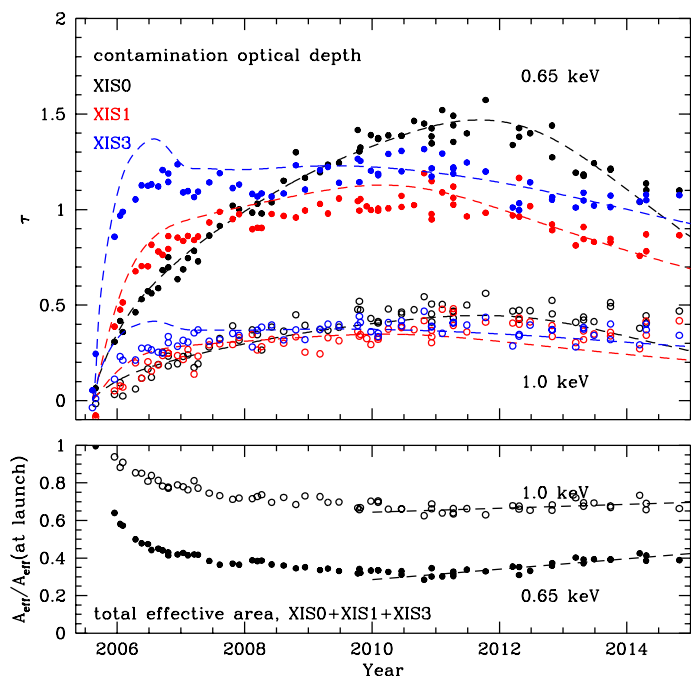 2
contamination optical depth
0.65 keV
XIS0
1.5
XIS1
XIS3
τ
1
0.5
1.0 keV
0
1
A_eff/A_eff(at launch)
0.8
1.0 keV
0.6
0.4
0.65 keV
0.2
total effective area, XIS0+XIS1+XIS3
0
2006 2008 2010 2012 2014
Year